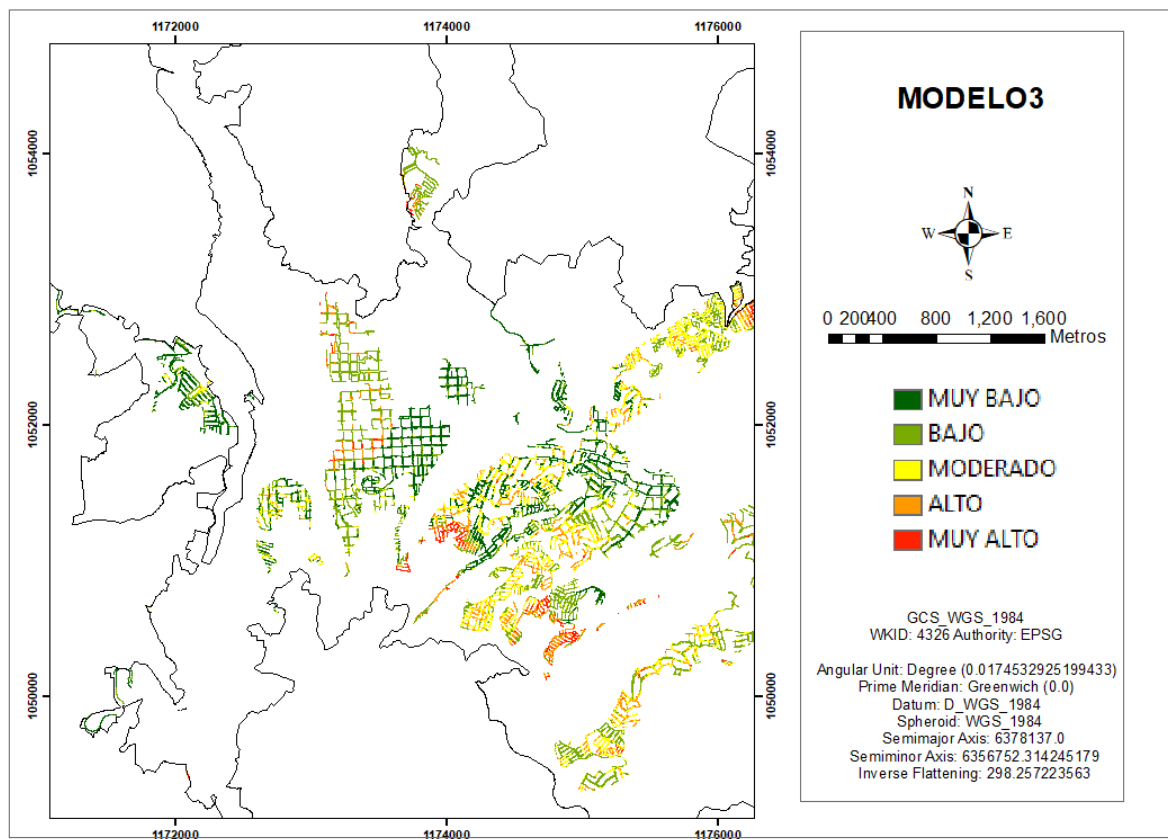 1172000
1174000
1176000
1054000
1054000
1052000
1052000
1050000
1050000
1172000
1174000
1176000
MODELO3
N
W
E
S
0 200400 800 1,200 1,600
Metros
MUY BAJO
BAJO
MODERADO
ALTO
MUY ALTO
GCS_WGS_1984
WKID: 4326 Authority: EPSG
Angular Unit: Degree (0.0174532925199433)
Prime Meridian: Greenwich (0.0)
Datum: D_WGS_1984
Spheroid: WGS_1984
Semimajor Axis: 6378137.0
Semiminor Axis: 6356752.314245179
Inverse Flattening: 298.257223563